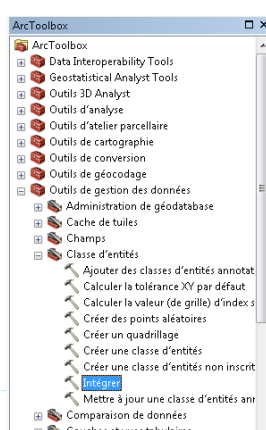 ArcToolbox
ArcToolbox
Data Interoperability Tools
Geostatistical Analyst Tools
Outils 3D Analyst
Outils d'analyse
Outils d'atelier parcellaire
Outils de cartographie
Outils de conversion
Outils de géocodage
Outils de gestion des données
Administration de géodatabase
Cache de tuiles
Champs
Classe d'entités
Ajouter des classes d'entités annotat
Calculer la tolérance XY par défaut
Calculer la valeur (de grille) d'index s
Créer des points aléatoires
Créer un quadrillage
Créer une classe d'entités
Créer une classe d'entités non inscrit
Intégrer
Mettre à jour une classe d'entités anr
Comparaison de données